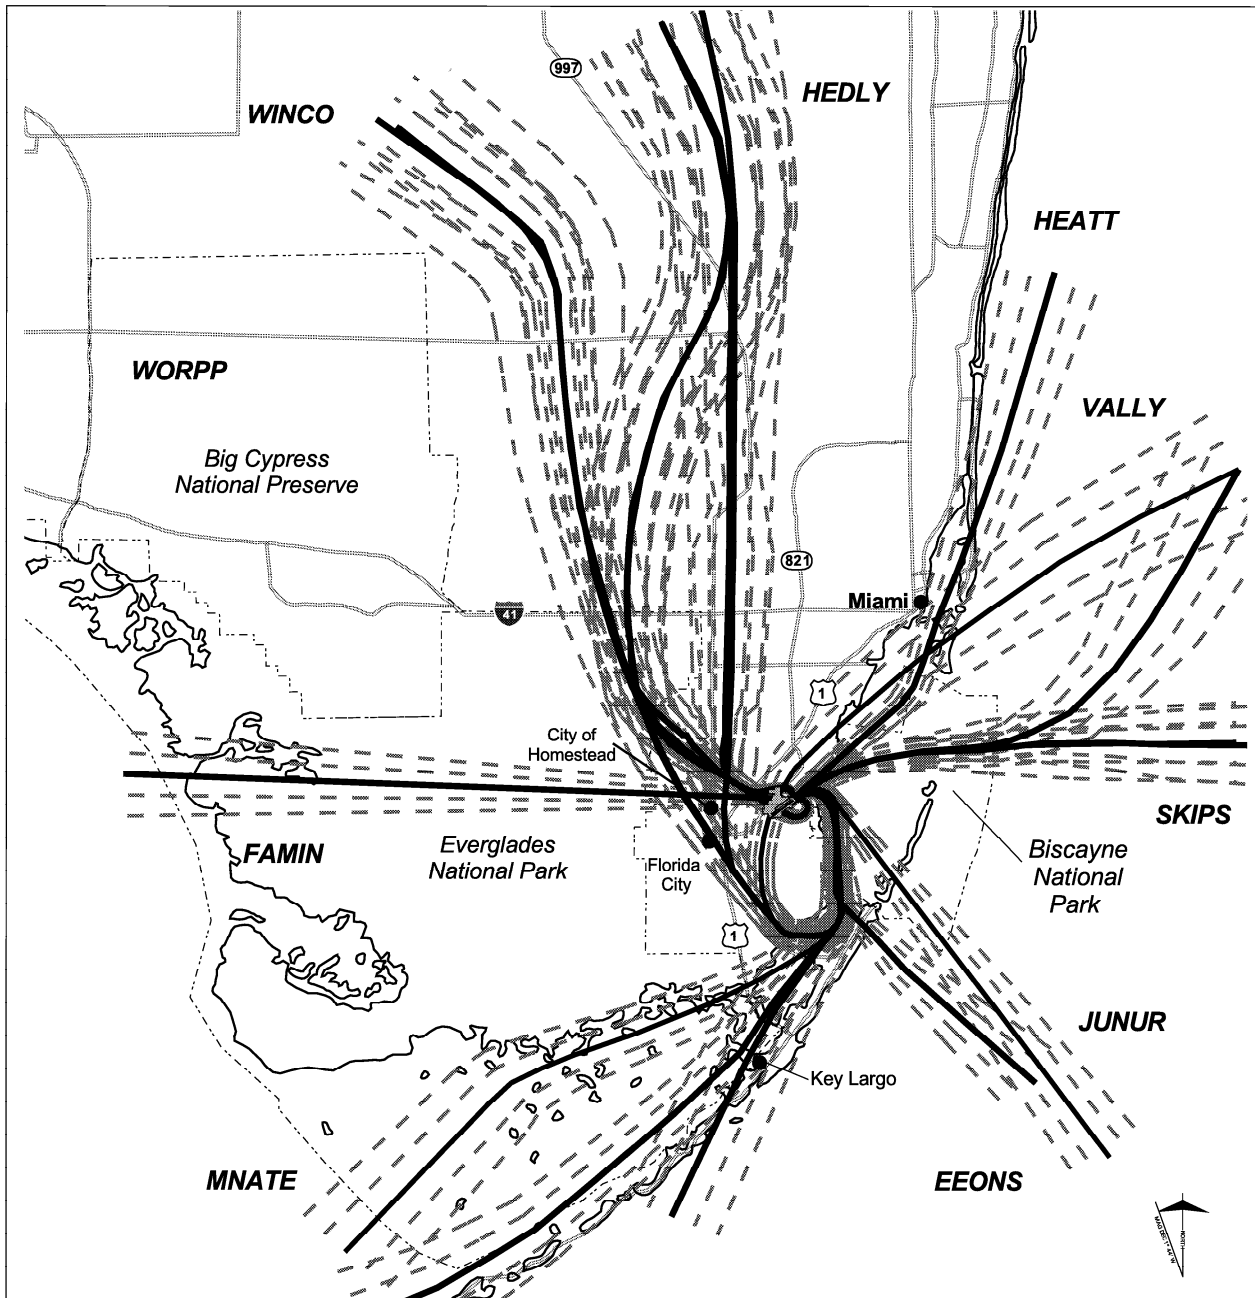 997
HEDLY
WINCO
HEATT
WORPP
VALLY
Big Cypress
National Preserve
821
Miami
41
1
City of
Homestead
SKIPS
FAMIN
Everglades
National Park
Florida
City
Biscayne
National
Park
1
JUNUR
Key Largo
MNATE
EEONS
NORTH